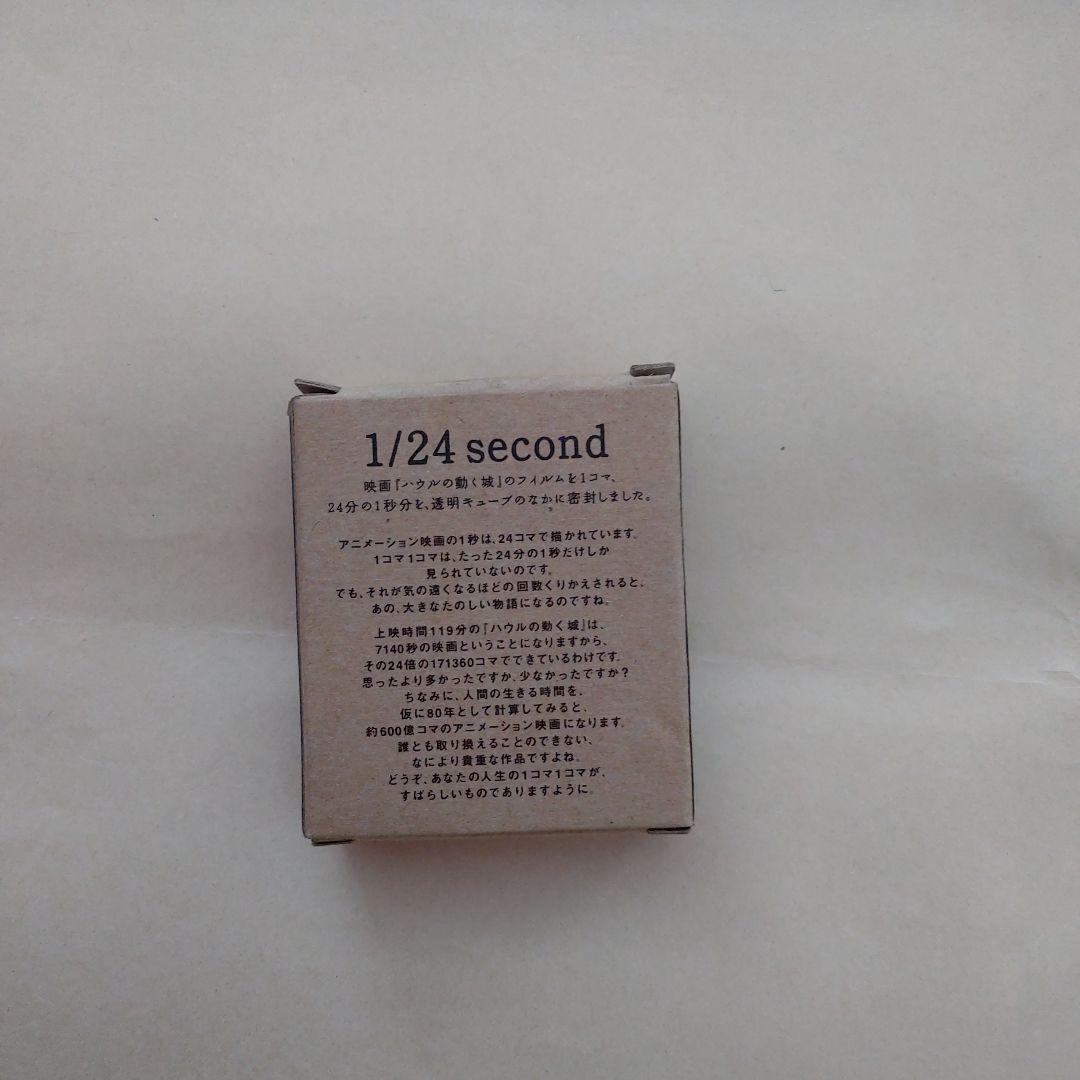 1/24 second
映画『ハウルの動く城』のフィルムを1コマ、
24分の1秒分を、透明キューブのなかに密封しました。
アニメーション映画の1秒は、24コマで描かれています。
1コマ1コマは、たった24分の1秒だけしか
見られていないのです。
でも、それが気の遠くなるほどの回数くりかえされると、
あの、大きなたのしい物語になるのですね。
上映時間119分の『ハウルの動く城』は、
7140秒の映画ということになりますから、
その24倍の171360コマでできているわけです。
思ったより多かったですか、少なかったですか？
ちなみに、人間の生きる時間を、
仮に80年として計算してみると、
約600億コマのアニメーション映画になります。
誰とも取り換えることのできない、
なにより貴重な作品ですよね。
どうぞ、あなたの人生の1コマ1コマが、
すばらしいものでありますように。